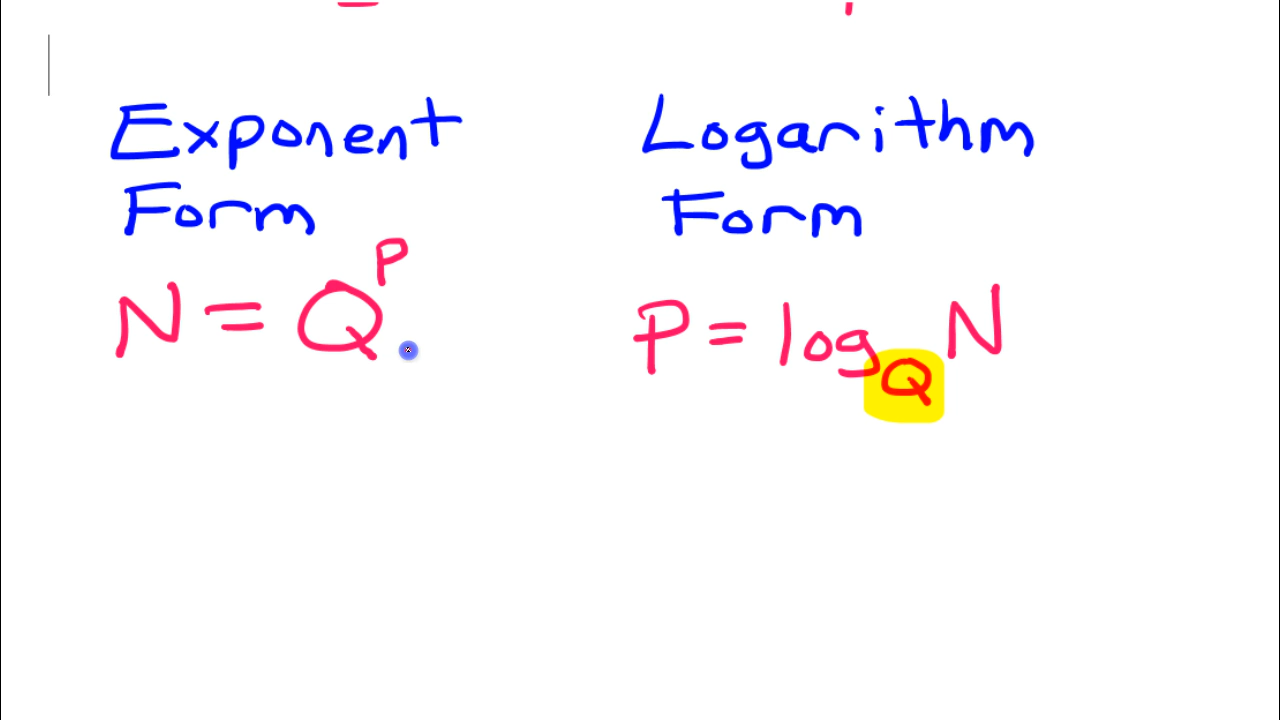 Exponent Form
Logarithm Form
N = Q^P
P = log_Q N